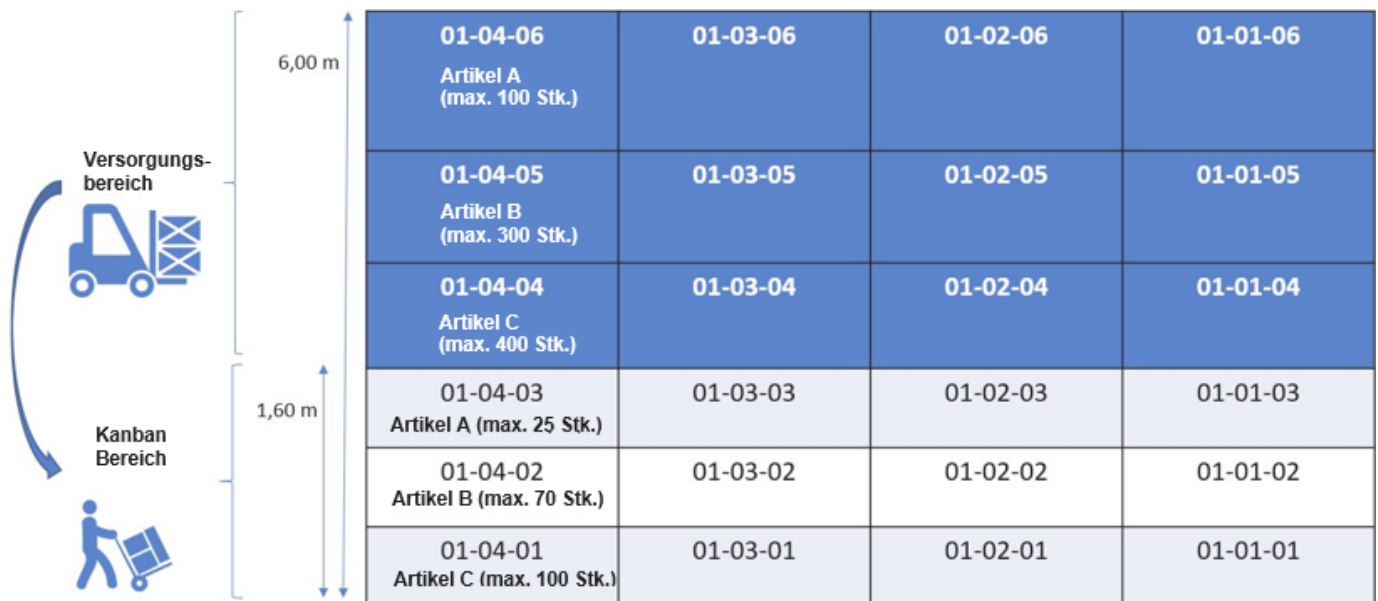 6,00 m
Versorgungs-
bereich
1,60 m
Kanban
Bereich
01-04-06
Artikel A
(max. 100 Stk.)
01-03-06
01-02-06
01-01-06
01-04-05
Artikel B
(max. 300 Stk.)
01-03-05
01-02-05
01-01-05
01-04-04
Artikel C
(max. 400 Stk.)
01-03-04
01-02-04
01-01-04
01-04-03
Artikel A (max. 25 Stk.)
01-03-03
01-02-03
01-01-03
01-04-02
Artikel B (max. 70 Stk.)
01-03-02
01-02-02
01-01-02
01-04-01
Artikel C (max. 100 Stk.)
01-03-01
01-02-01
01-01-01